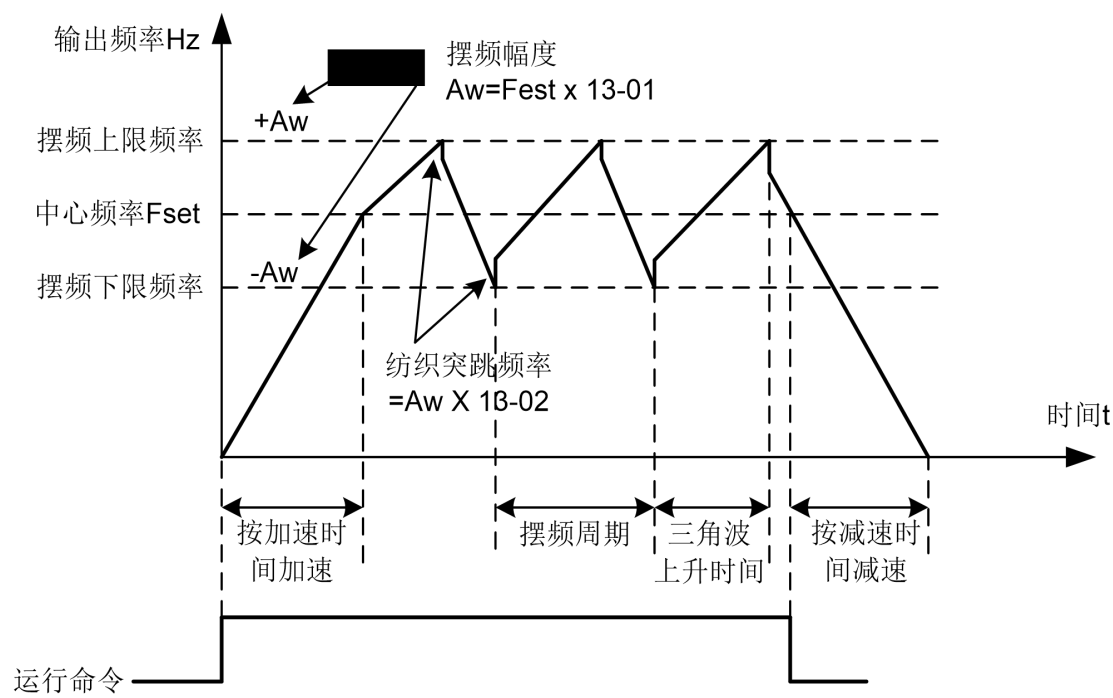 输出频率Hz
摆频幅度
Aw=Fest x 13-01
+Aw
摆频上限频率
中心频率Fset
-Aw
摆频下限频率
纺织突跳频率
=Aw X 13-02
时间t
按加速时
间加速
摆频周期
三角波
上升时间
按减速时
间减速
运行命令